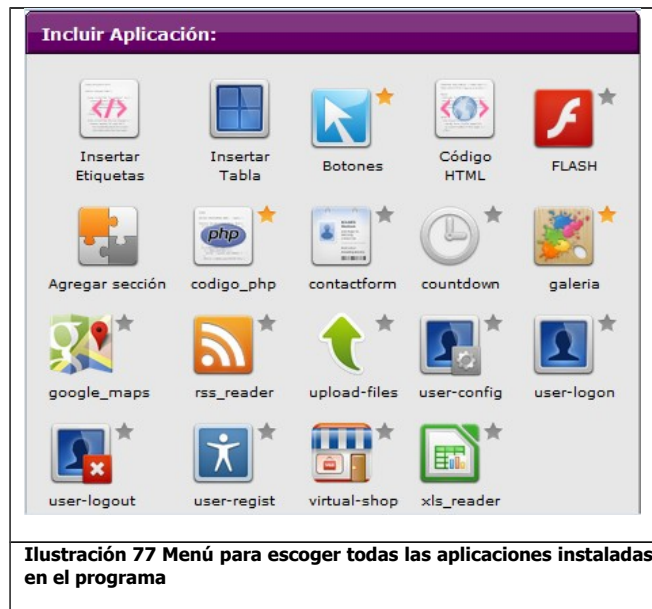 Incluir Aplicación:
Insertar Etiquetas
Insertar Tabla
Botones
Código HTML
FLASH
php
Agregar sección
codigo_php
contactform
countdown
galeria
google_maps
rss_reader
upload-files
user-config
user-logon
user-logout
user-regist
virtual-shop
xls_reader
Ilustración 77 Menú para escoger todas las aplicaciones instaladas
en el programa